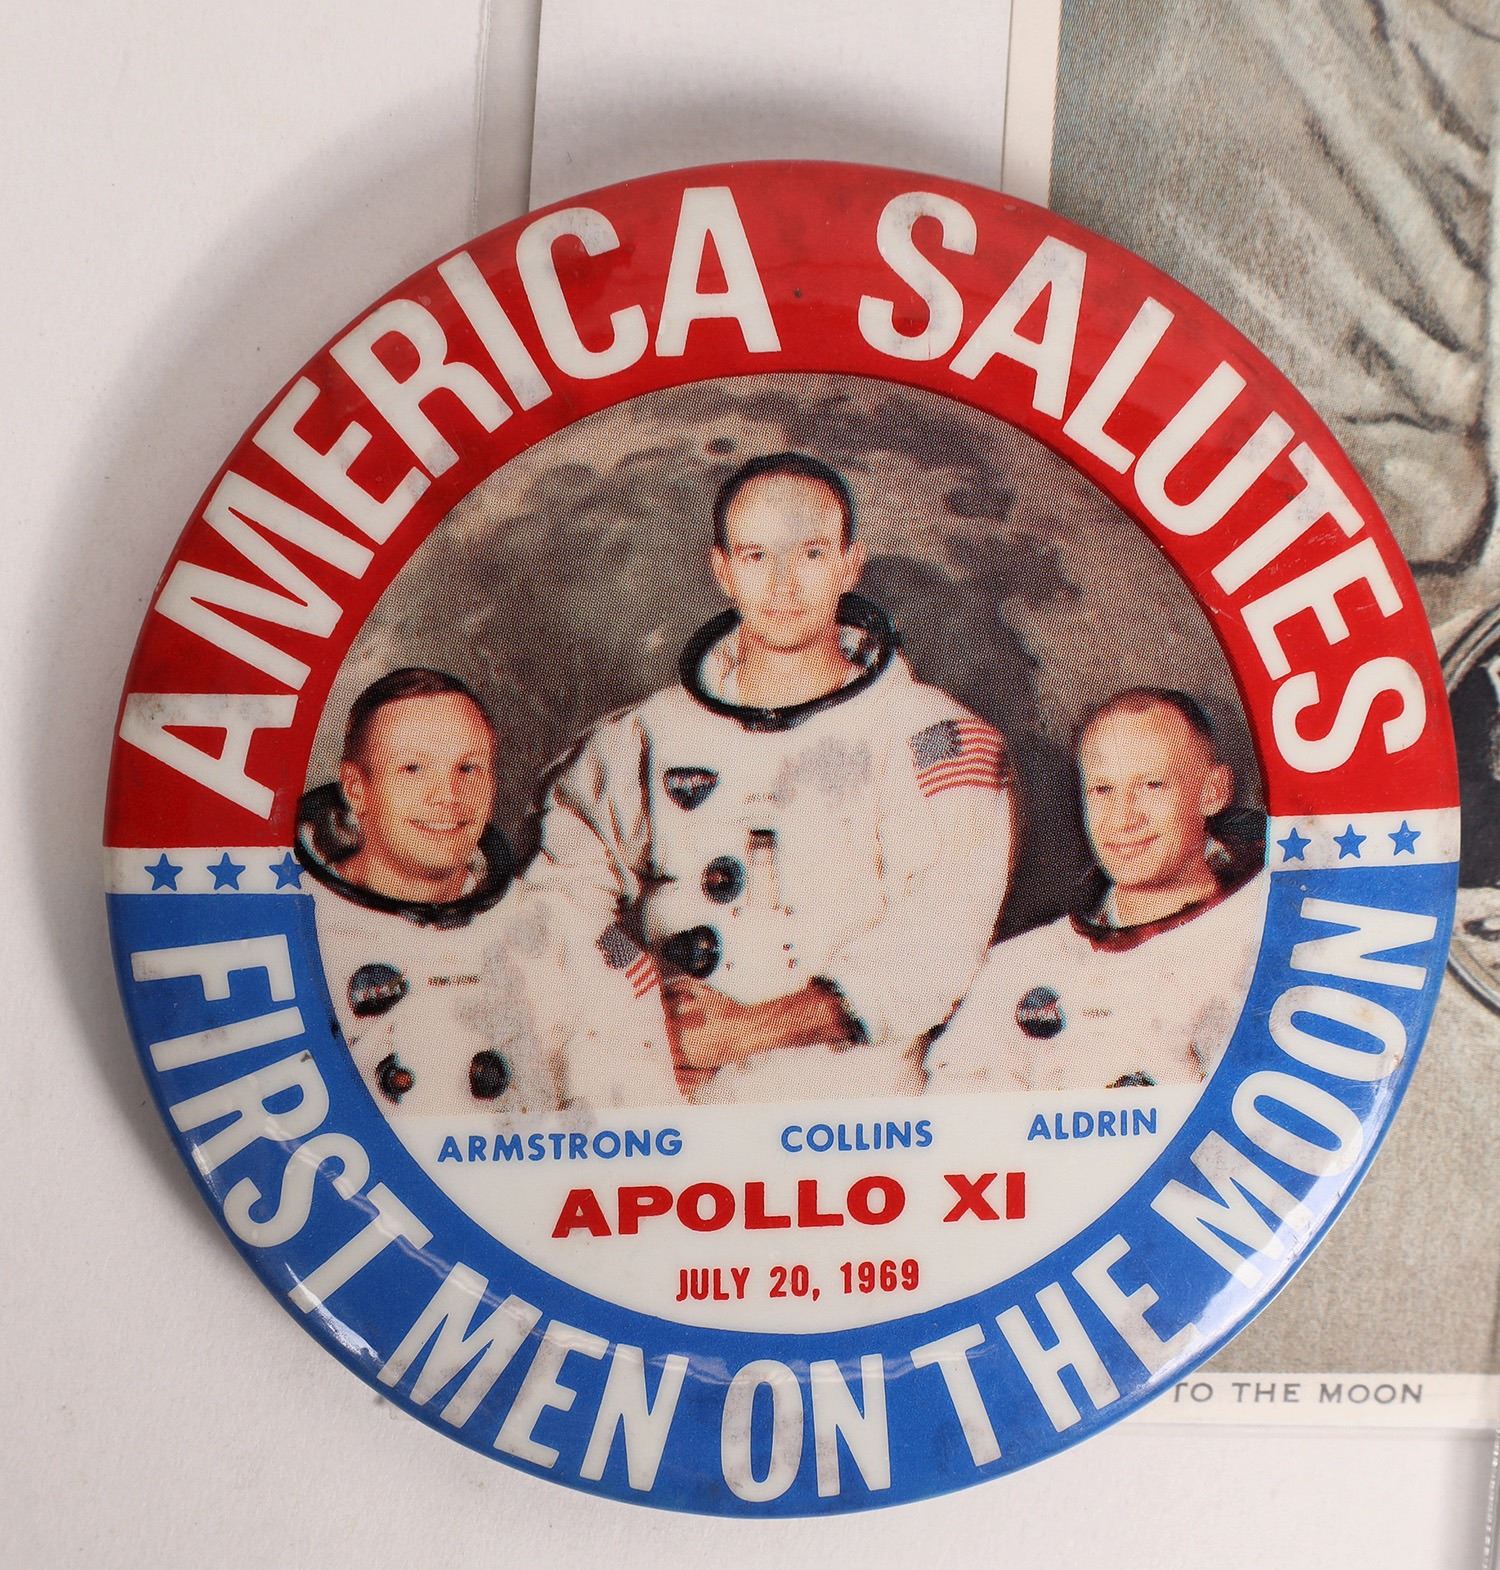 AMERICA SALUTES
ARMSTRONG COLLINS ALDRIN
APOLLO XI
JULY 20, 1969
FIRST MEN ON THE MOON
TO THE MOON